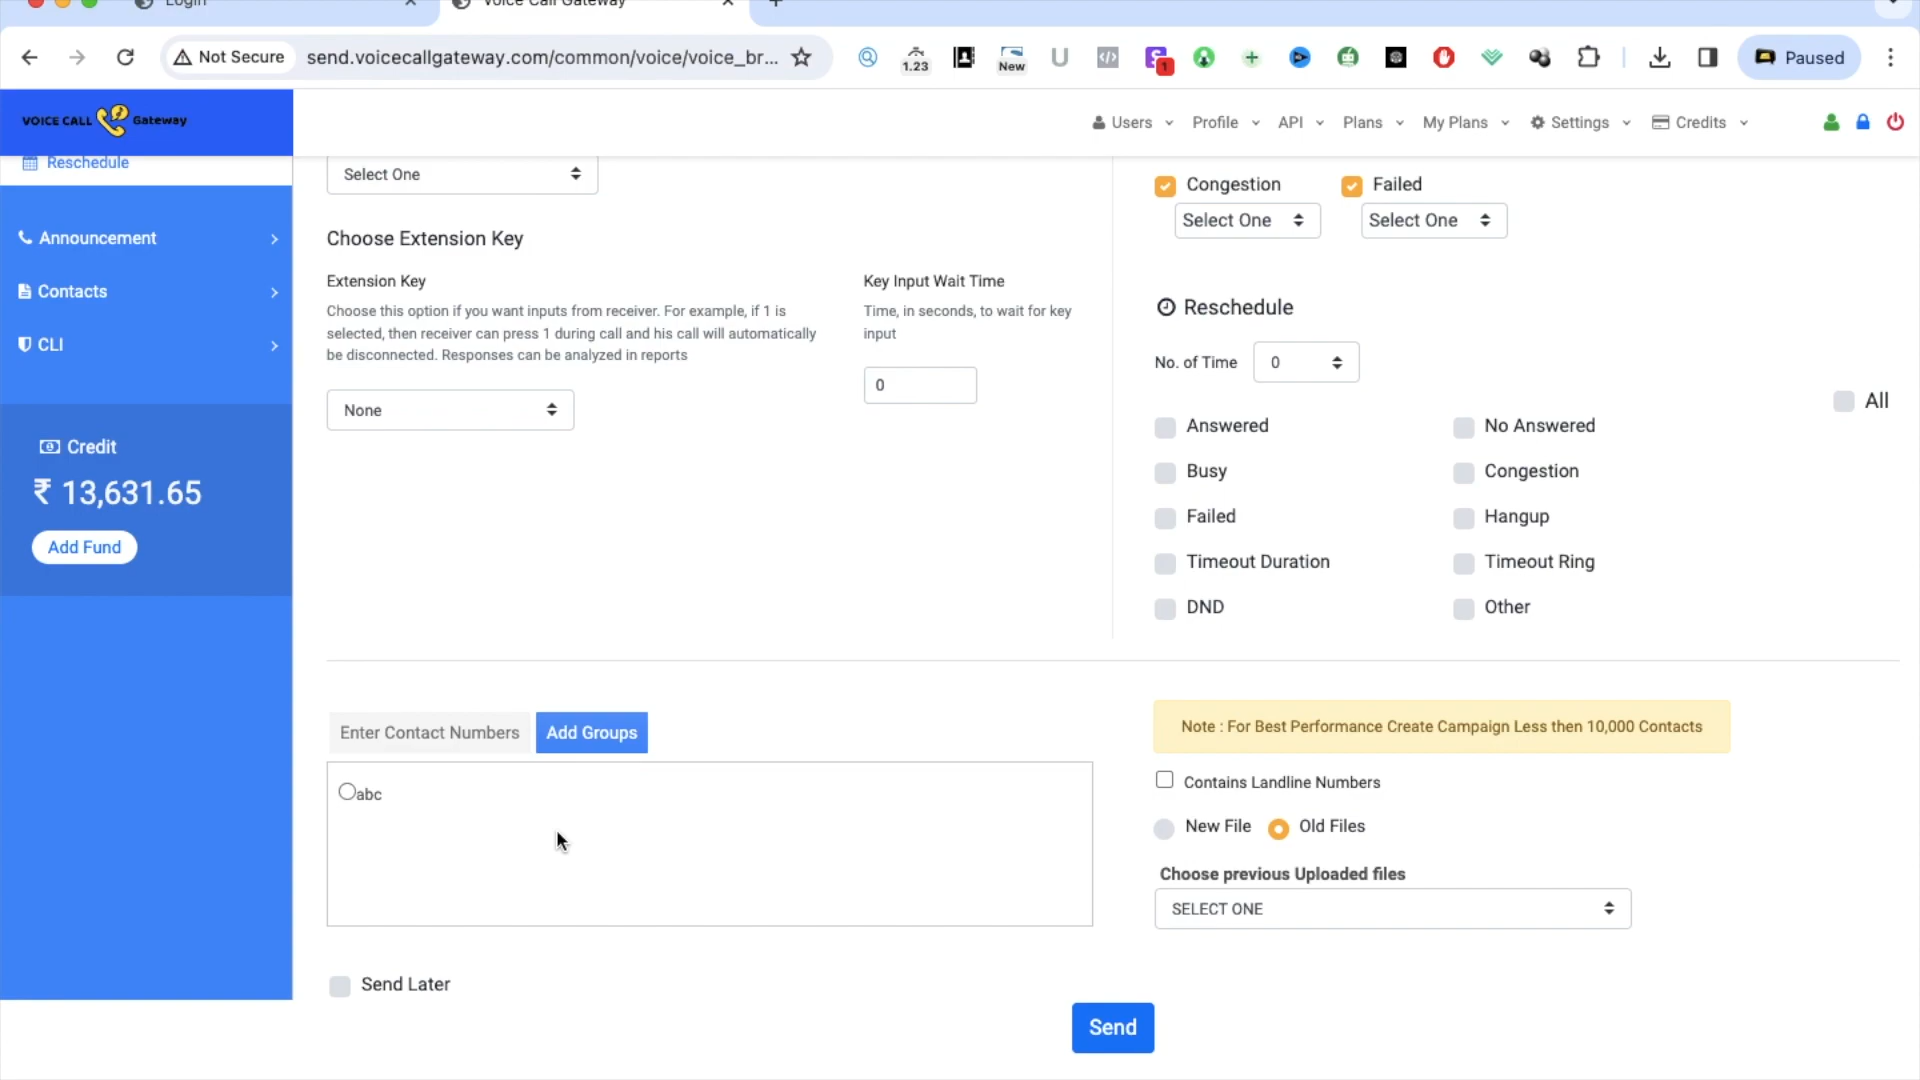 Login
Voice Call Gateway
Not Secure
send.voicecallgateway.com/common/voice/voice_br...
1.23
New
1
Paused
VOICE CALL Gateway
Users
Profile
API
Plans
My Plans
Settings
Credits
Reschedule
Announcement
Contacts
CLI
Credit
₹ 13,631.65
Add Fund
Select One
Choose Extension Key
Extension Key
Choose this option if you want inputs from receiver. For example, if 1 is
selected, then receiver can press 1 during call and his call will automatically
be disconnected. Responses can be analyzed in reports
None
Key Input Wait Time
Time, in seconds, to wait for key
input
0
Congestion
Failed
Select One
Select One
Reschedule
No. of Time
0
All
Answered
No Answered
Busy
Congestion
Failed
Hangup
Timeout Duration
Timeout Ring
DND
Other
Enter Contact Numbers
Add Groups
abc
Note : For Best Performance Create Campaign Less then 10,000 Contacts
Contains Landline Numbers
New File
Old Files
Choose previous Uploaded files
SELECT ONE
Send Later
Send